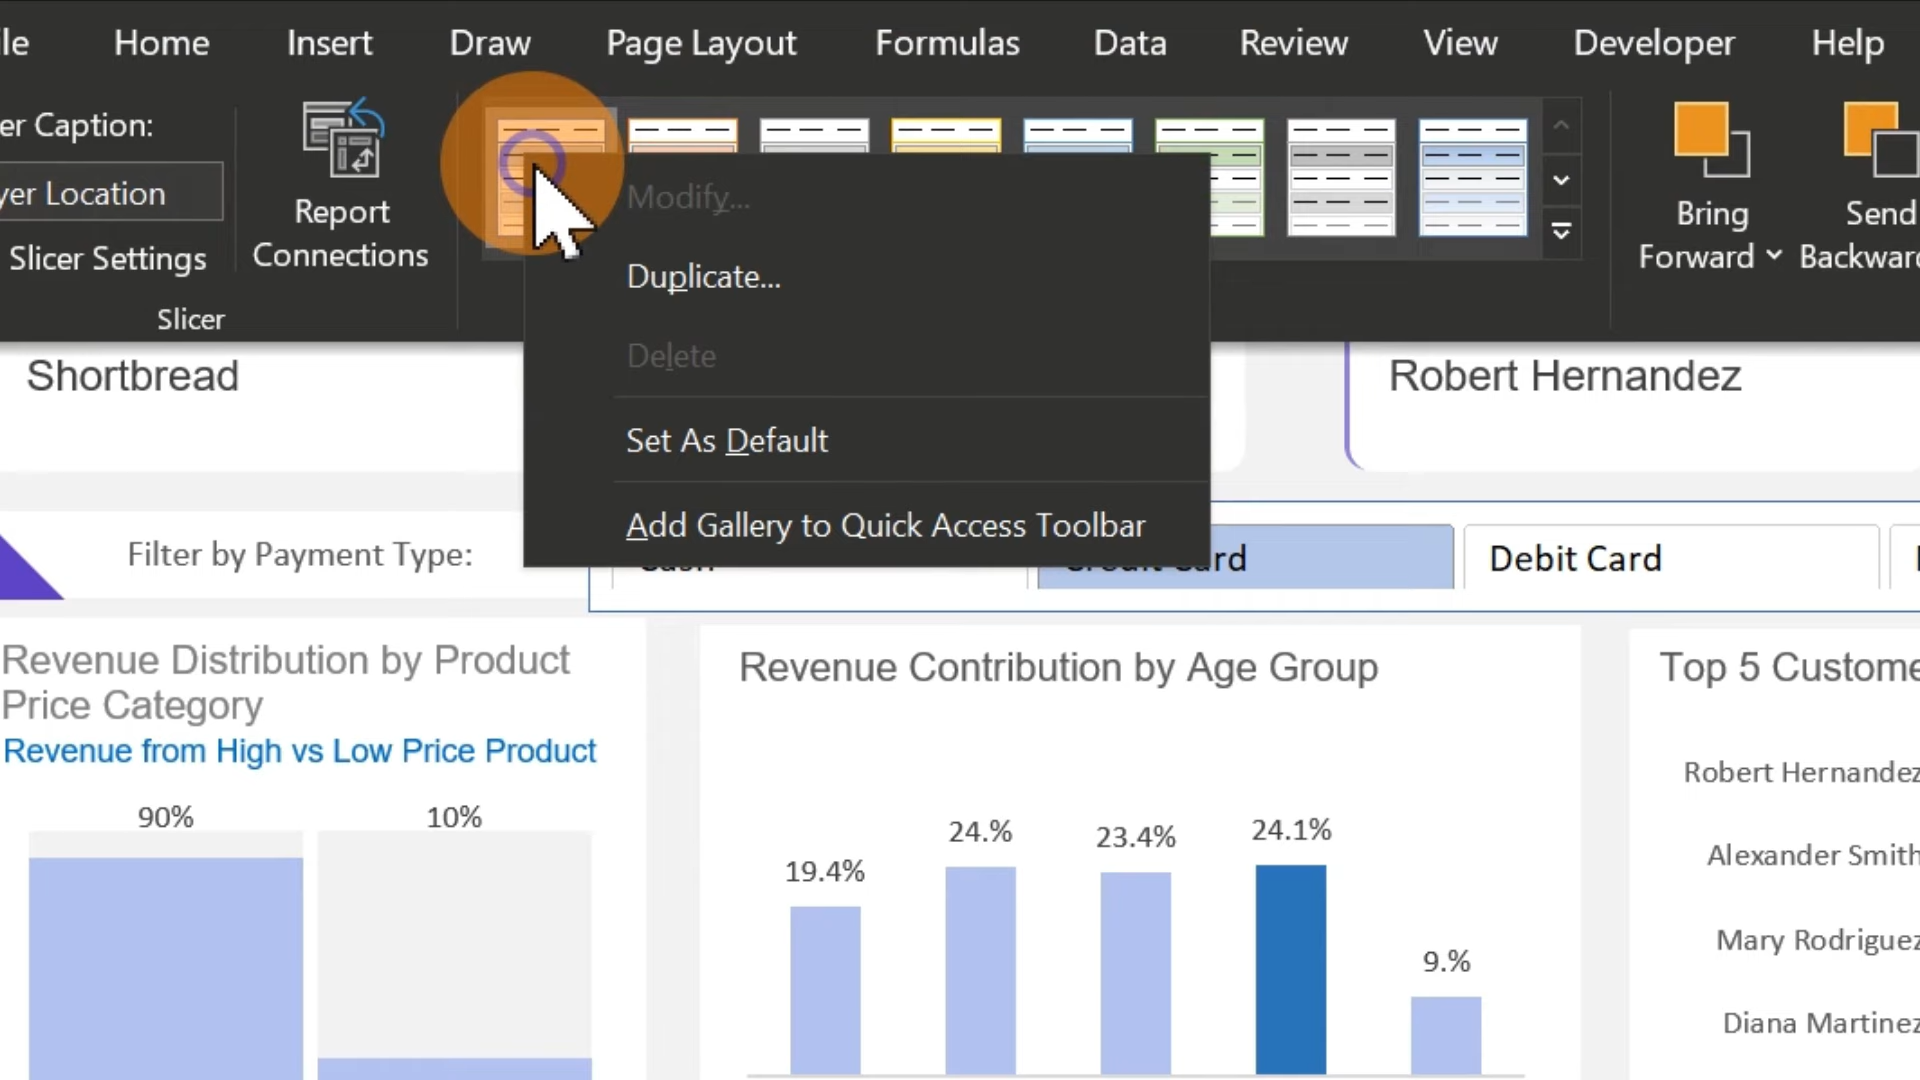 le Home Insert Draw Page Layout Formulas Data Review View Developer Help
er Caption:
yer Location
Slicer Settings
Slicer
Report
Connections
Bring
Forward
Send
Backward
Modify...
Duplicate...
Delete
Set As Default
Add Gallery to Quick Access Toolbar
Shortbread
Robert Hernandez
Filter by Payment Type:
Cash
Credit Card
Debit Card
Revenue Distribution by Product
Price Category
Revenue from High vs Low Price Product
90% 10%
Revenue Contribution by Age Group
19.4% 24.% 23.4% 24.1% 9.%
Top 5 Custome
Robert Hernandez
Alexander Smith
Mary Rodriguez
Diana Martinez